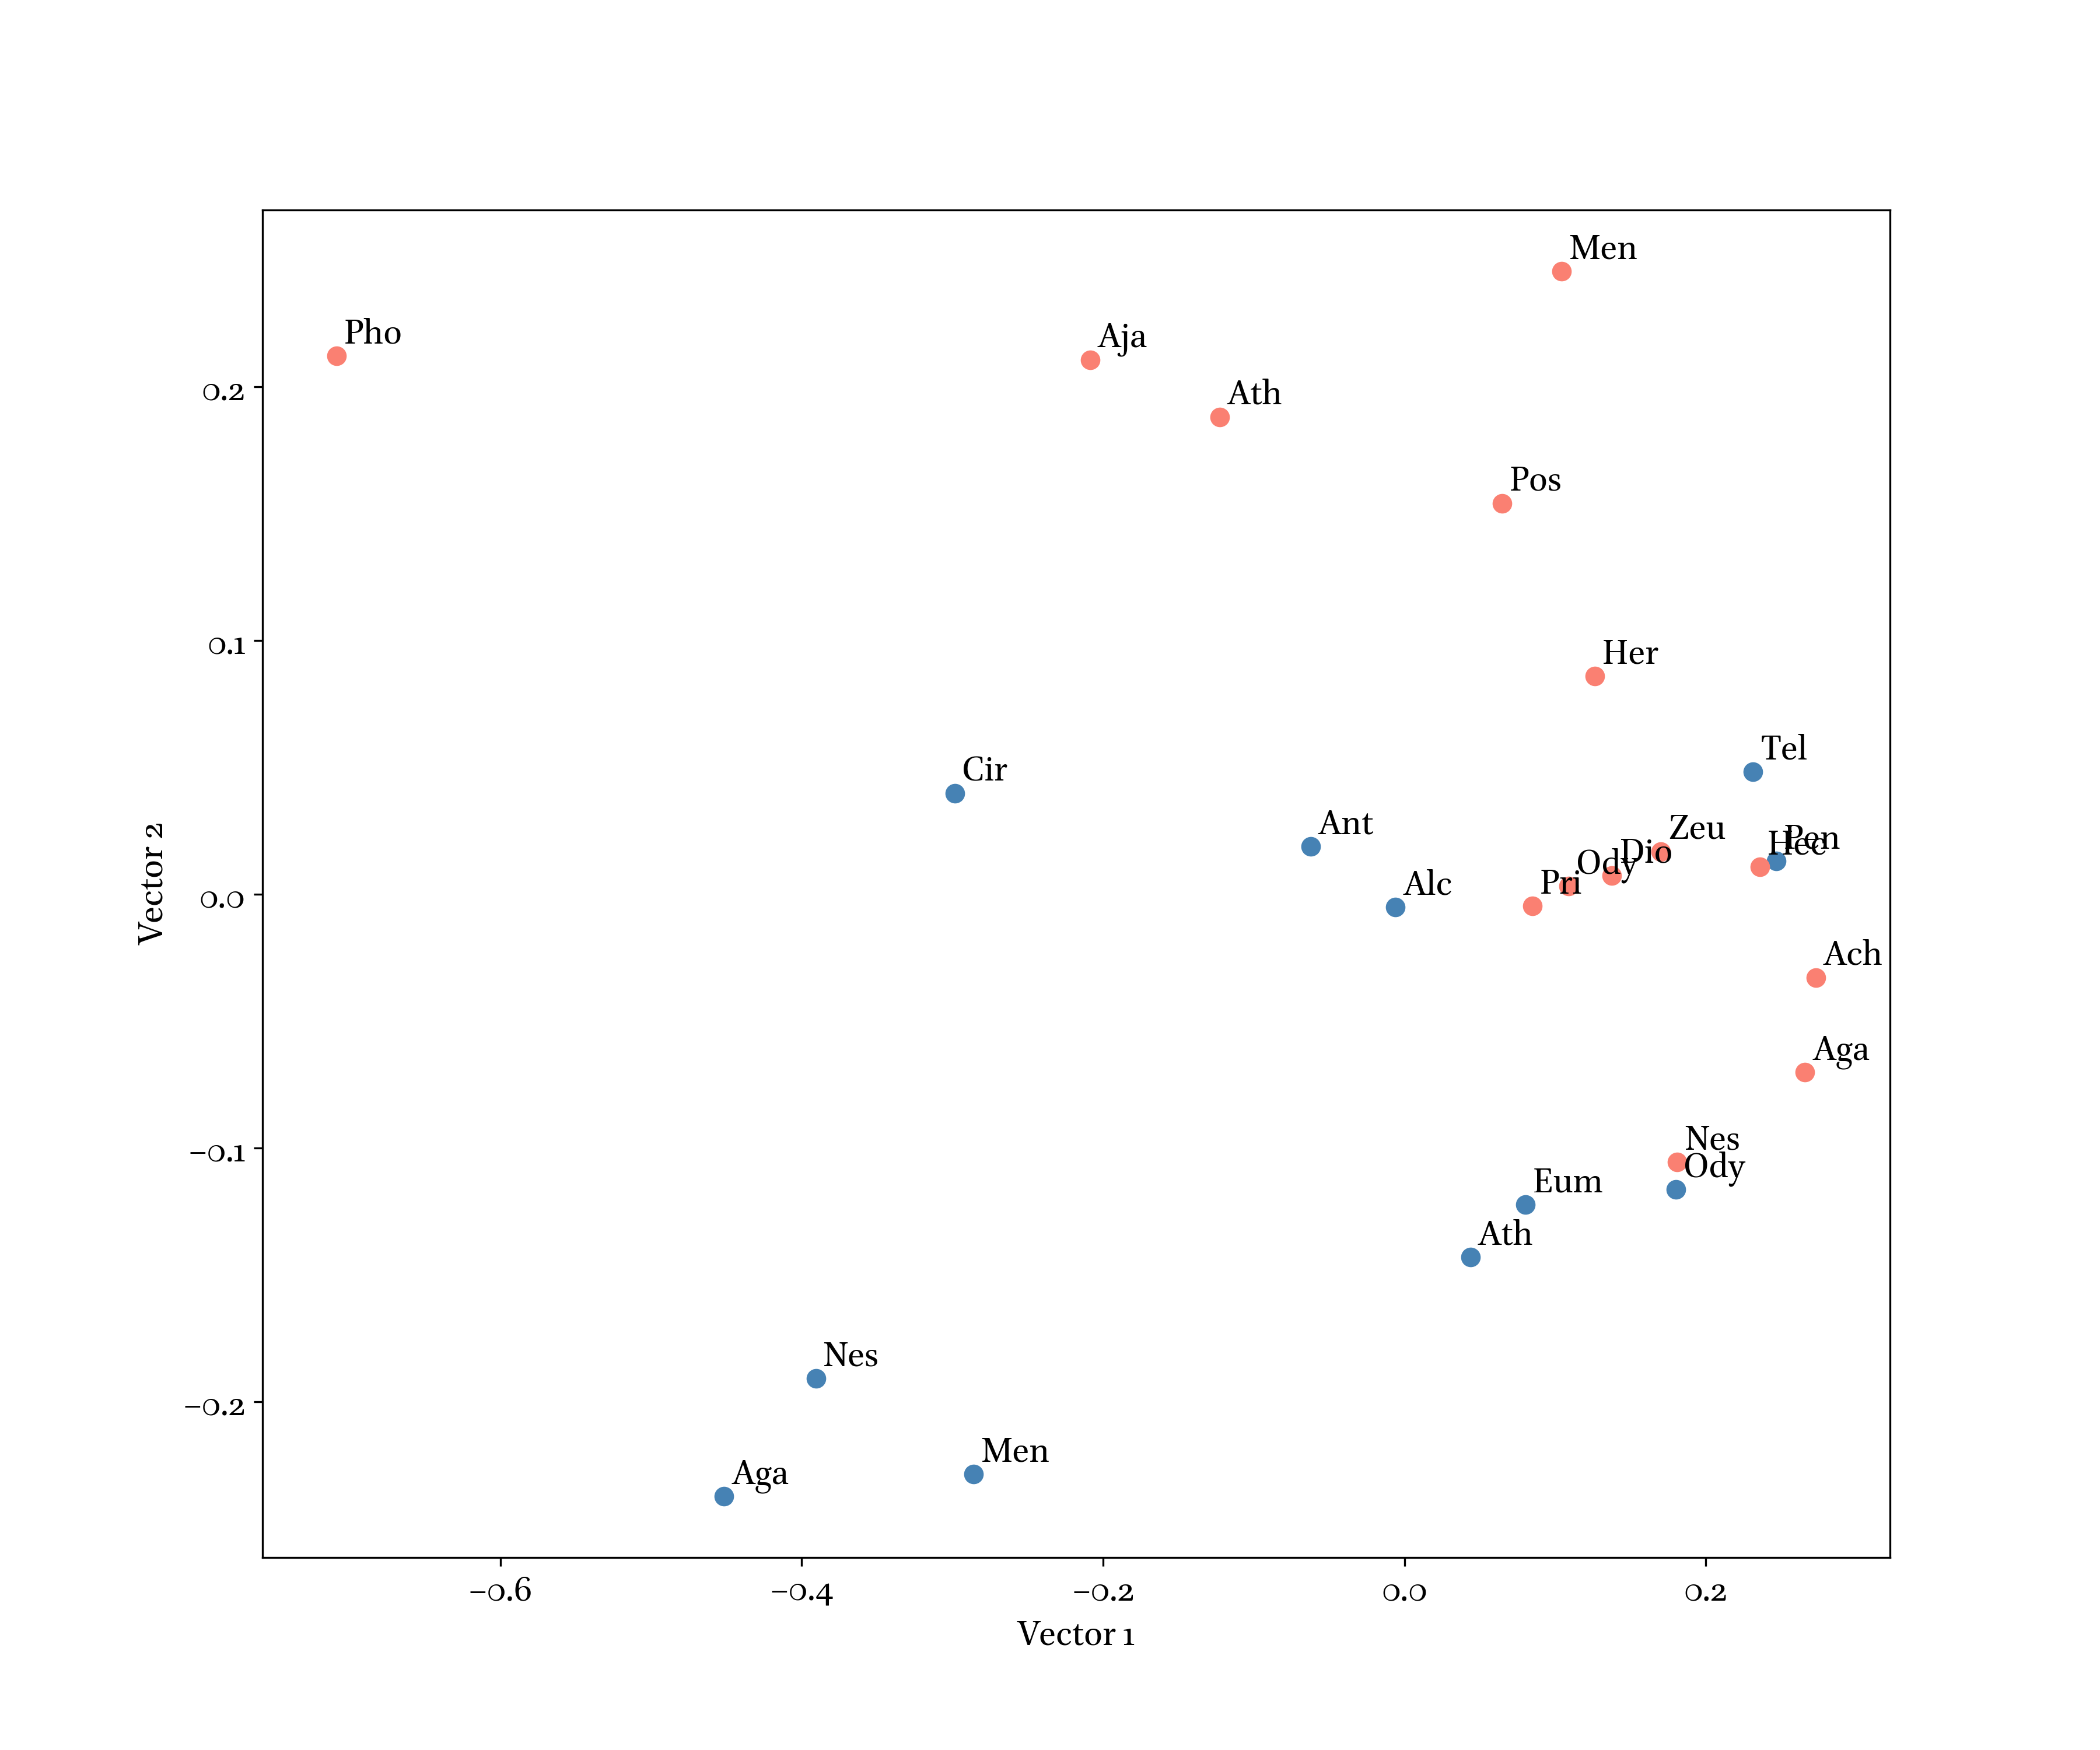 Men
Pho
Aja
0.2
Ath
Pos
0.1
Her
Tel
Cir
Zeu
Ant
Pen
Hec
Dio
Ody
Pri
Alc
0.0
Vector 2
Ach
Aga
Nes
−0.1
Ody
Eum
Ath
Nes
−0.2
Men
Aga
−0.6 −0.4 −0.2 0.0 0.2
Vector 1